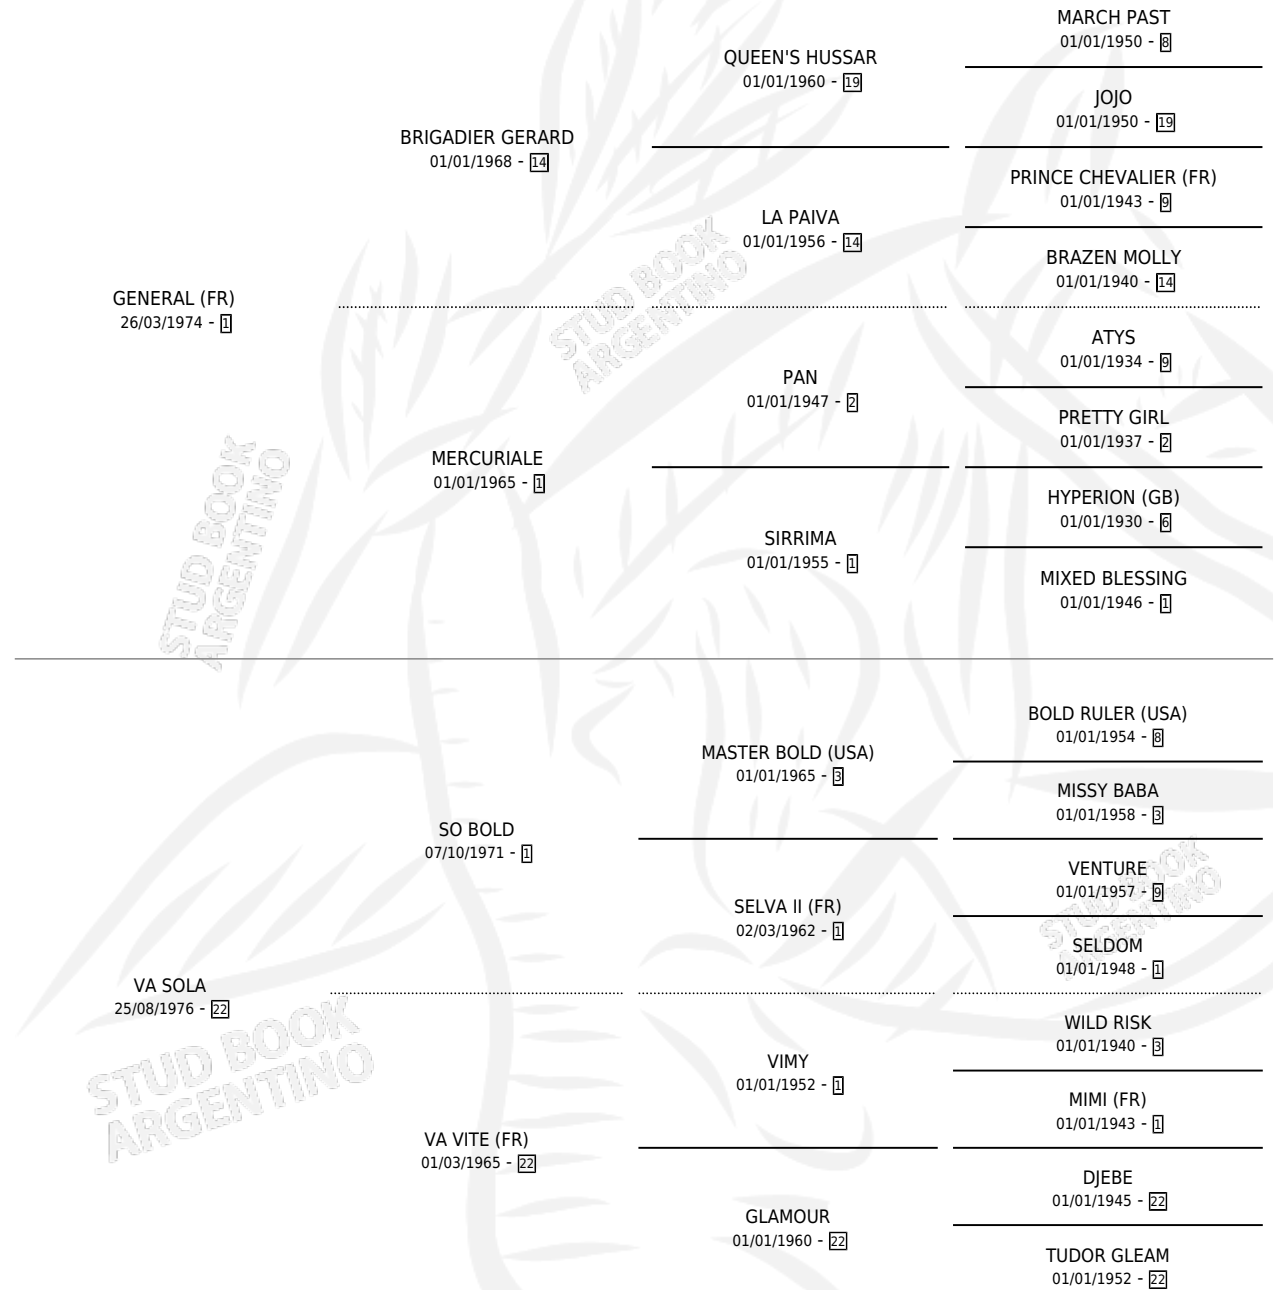 MARCH PAST
01/01/1950 - 8
QUEEN'S HUSSAR
01/01/1960 - 19
JOJO
01/01/1950 - 19
BRIGADIER GERARD
01/01/1968 - 14
PRINCE CHEVALIER (FR)
01/01/1943 - 9
LA PAIVA
01/01/1956 - 14
BRAZEN MOLLY
01/01/1940 - 14
GENERAL (FR)
26/03/1974 - 1
STUD BOOK
ARGENTINO
ATYS
01/01/1934 - 9
PAN
01/01/1947 - 2
PRETTY GIRL
01/01/1937 - 2
MERCURIALE
01/01/1965 - 1
HYPERION (GB)
01/01/1930 - 6
SIRRIMA
01/01/1955 - 1
MIXED BLESSING
01/01/1946 - 1
STUD BOOK
ARGENTINO
BOLD RULER (USA)
01/01/1954 - 8
MASTER BOLD (USA)
01/01/1965 - 3
MISSY BABA
01/01/1958 - 3
SO BOLD
07/10/1971 - 1
VENTURE
01/01/1957 - 9
SELVA II (FR)
02/03/1962 - 1
SELDOM
01/01/1948 - 1
STUD BOOK
ARGENTINO
VA SOLA
25/08/1976 - 22
STUD BOOK
ARGENTINO
WILD RISK
01/01/1940 - 3
VIMY
01/01/1952 - 1
MIMI (FR)
01/01/1943 - 1
VA VITE (FR)
01/03/1965 - 22
DJEBE
01/01/1945 - 22
GLAMOUR
01/01/1960 - 22
TUDOR GLEAM
01/01/1952 - 22